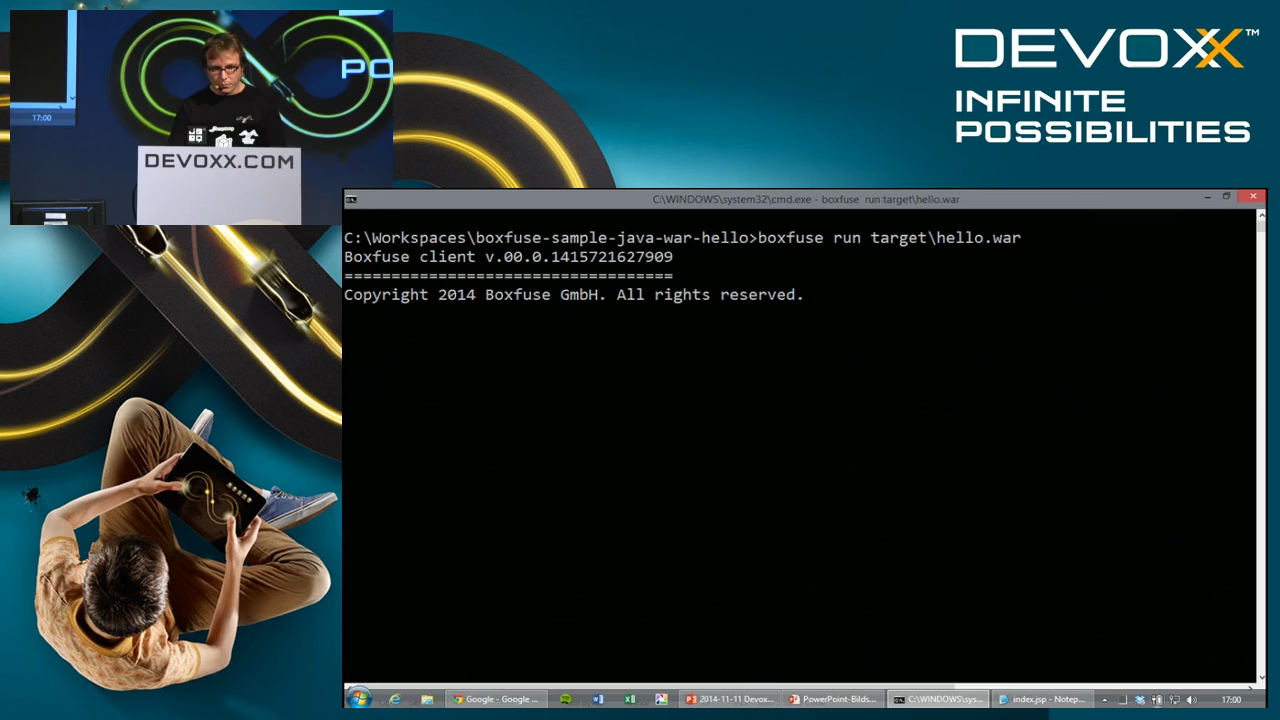 PO
17:00
DEVOXX.COM
DEVOXX™
INFINITE
POSSIBILITIES
C:\WINDOWS\system32\cmd.exe - boxfuse run target\hello.war
C:\Workspaces\boxfuse-sample-java-war-hello>boxfuse run target\hello.war
Boxfuse client v.00.0.1415721627909
===================================
Copyright 2014 Boxfuse GmbH. All rights reserved.
Google - Google ...
2014-11-11 Devox...
PowerPoint-Bilds...
C:\WINDOWS\sys...
index.jsp - Notep...
17:00